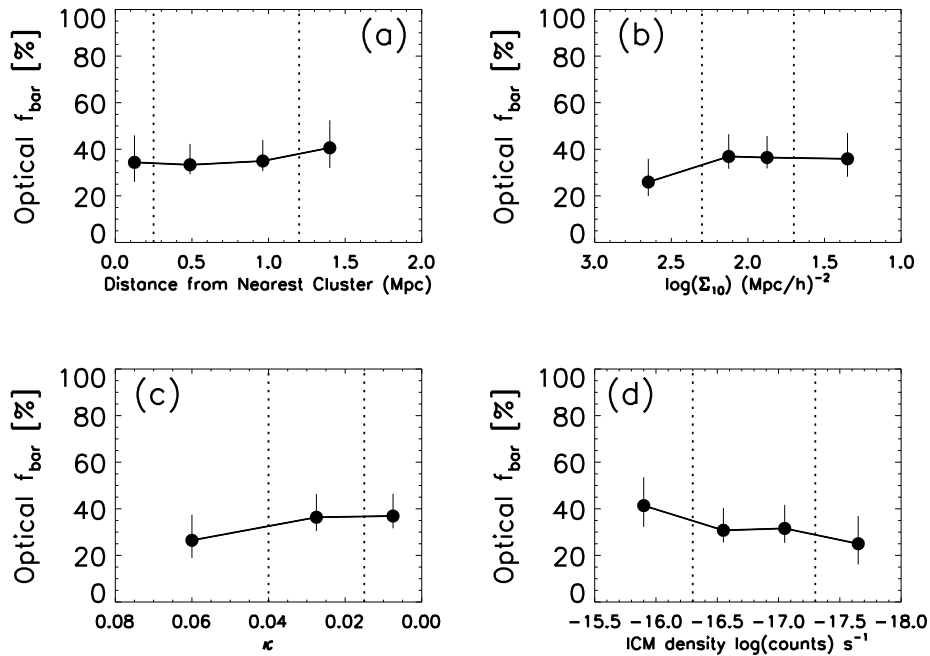 (a)
Optical f_bar [%]
100
80
60
40
20
0
0.0 0.5 1.0 1.5 2.0
Distance from Nearest Cluster (Mpc)
(b)
Optical f_bar [%]
100
80
60
40
20
0
3.0 2.5 2.0 1.5 1.0
log(Σ₁₀) (Mpc/h)⁻²
(c)
Optical f_bar [%]
100
80
60
40
20
0
0.08 0.06 0.04 0.02 0.00
κ
(d)
Optical f_bar [%]
100
80
60
40
20
0
−15.5 −16.0 −16.5 −17.0 −17.5 −18.0
ICM density log(counts) s⁻¹